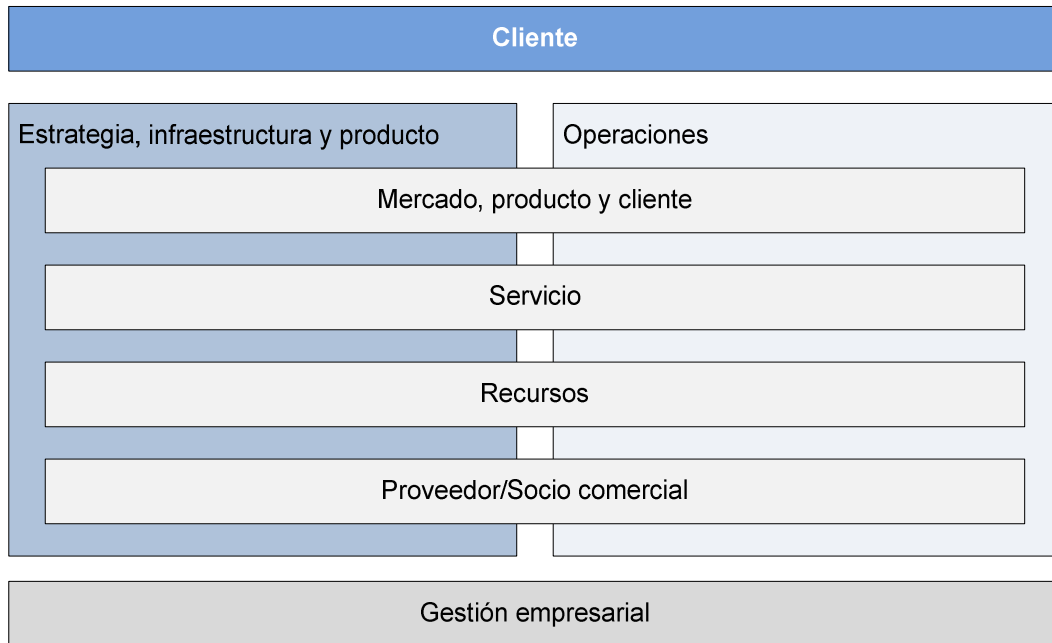 Cliente
Estrategia, infraestructura y producto
Operaciones
Mercado, producto y cliente
Servicio
Recursos
Proveedor/Socio comercial
Gestión empresarial